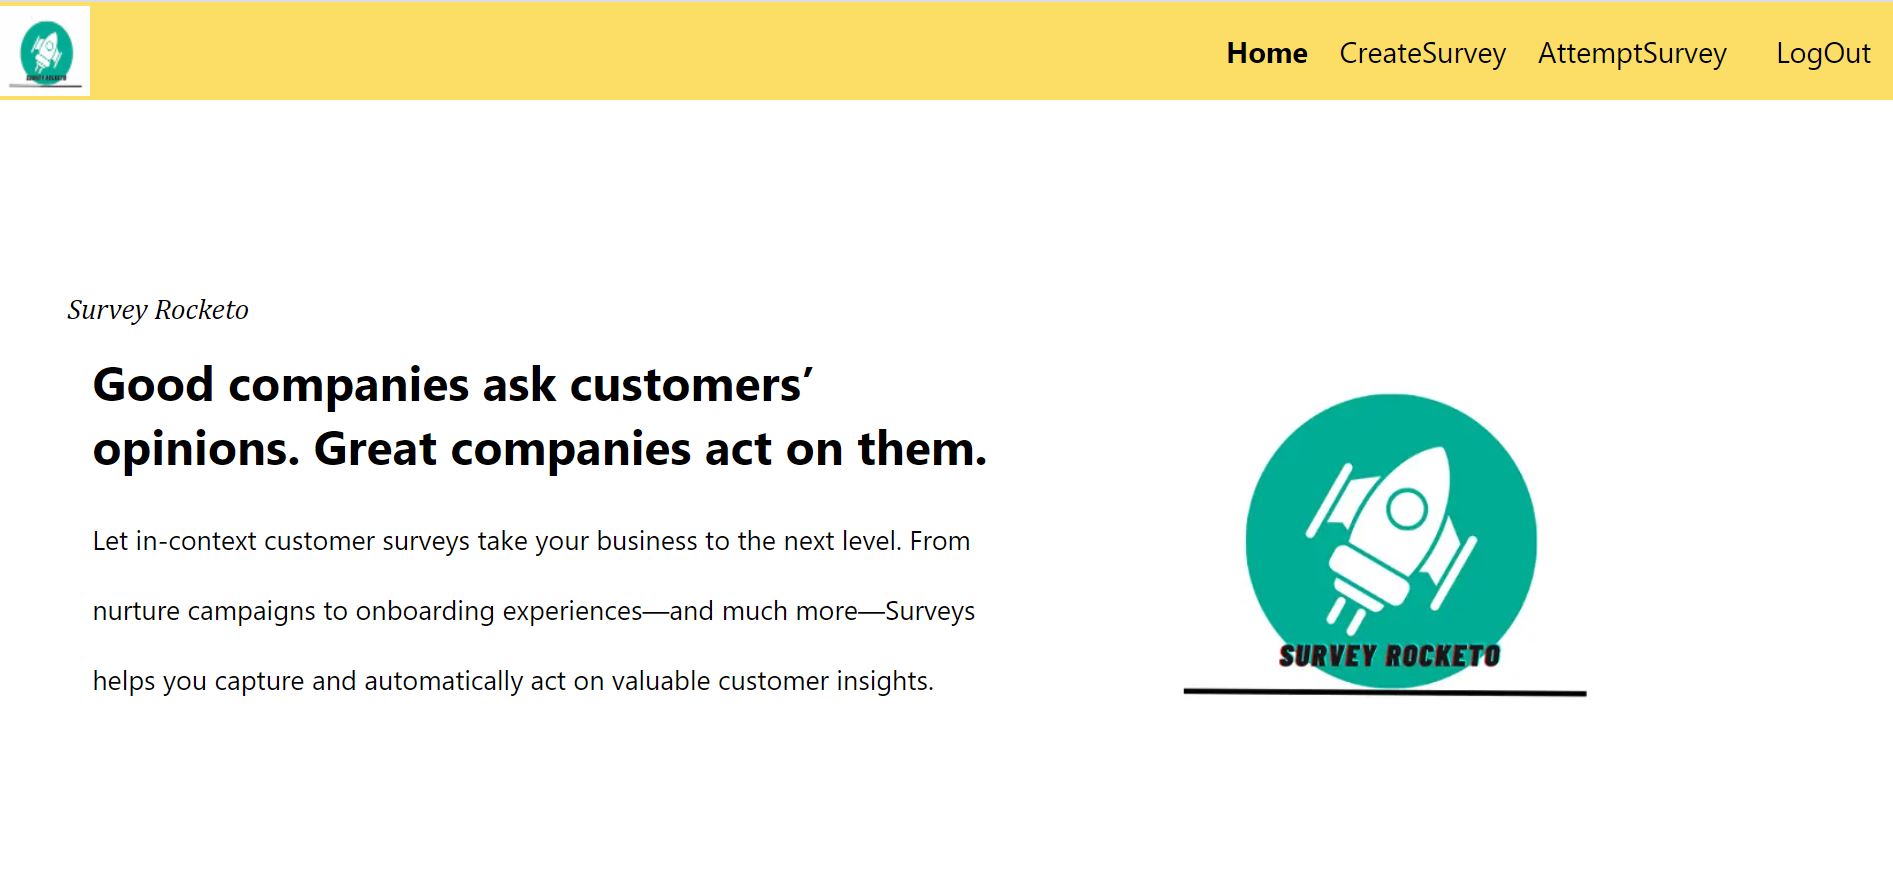 SURVEY ROCKETO
Home CreateSurvey AttemptSurvey LogOut
Survey Rocketo
Good companies ask customers’
opinions. Great companies act on them.
Let in-context customer surveys take your business to the next level. From
nurture campaigns to onboarding experiences—and much more—Surveys
helps you capture and automatically act on valuable customer insights.
SURVEY ROCKETO